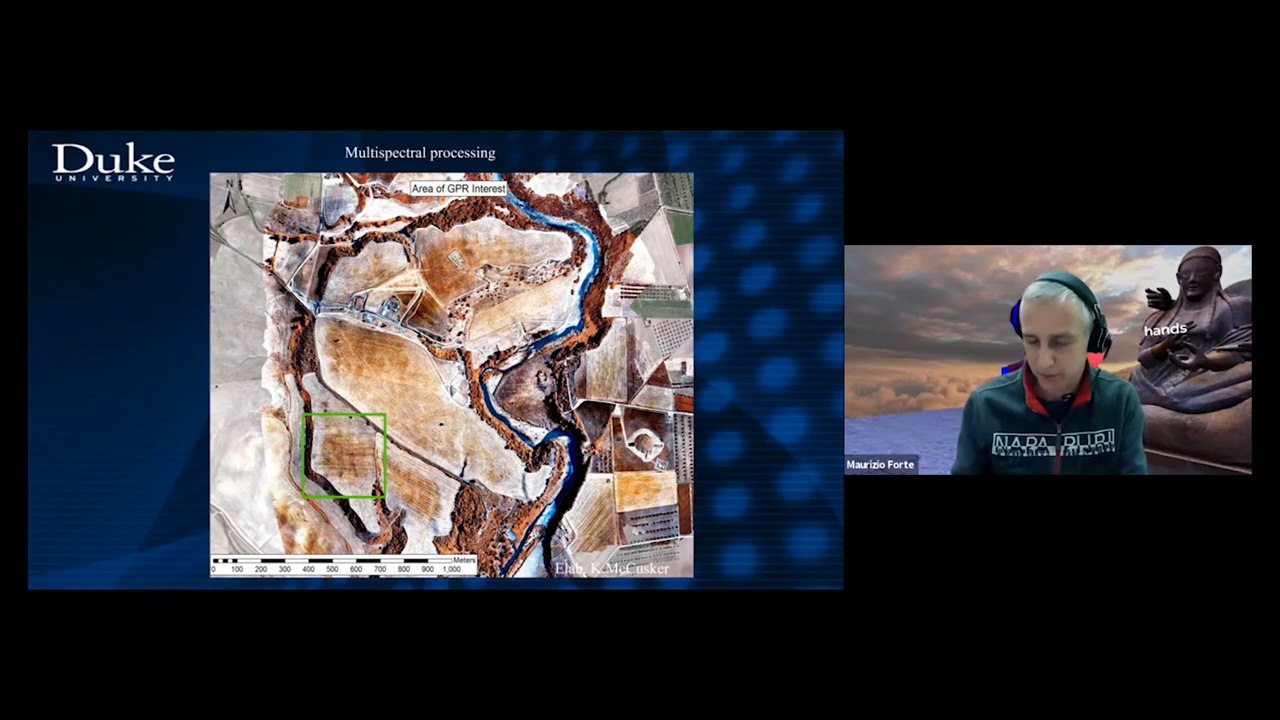 Duke
UNIVERSITY
Multispectral processing
N
Area of GPR Interest
Meters
0 100 200 300 400 500 600 700 800 900 1,000
Elab, K.McCusker
hands
Maurizio Forte